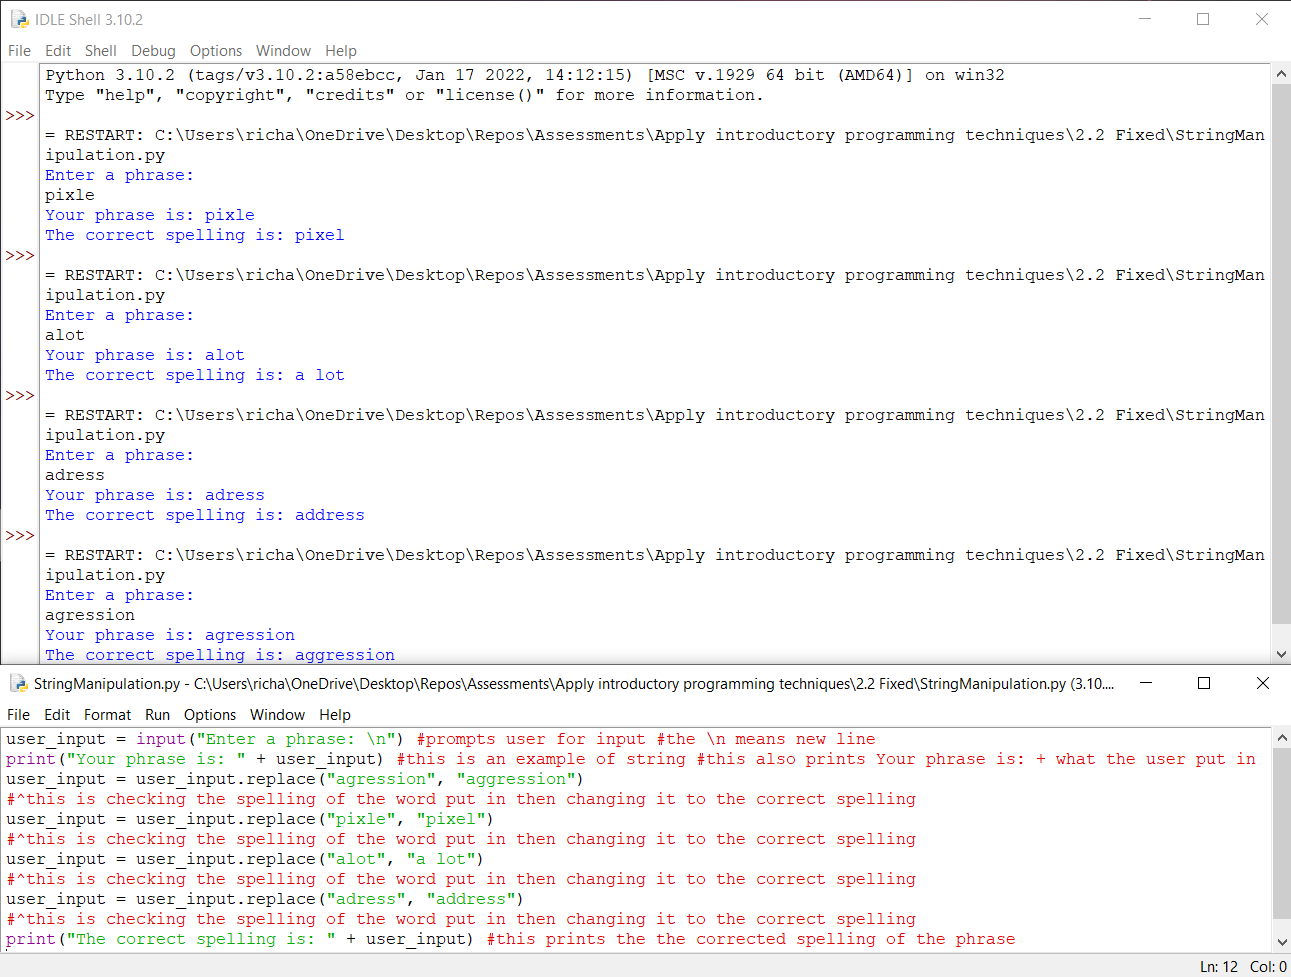 IDLE Shell 3.10.2
File Edit Shell Debug Options Window Help
Python 3.10.2 (tags/v3.10.2:a58ebcc, Jan 17 2022, 14:12:15) [MSC v.1929 64 bit (AMD64)] on win32
Type "help", "copyright", "credits" or "license()" for more information.
>>>
= RESTART: C:\Users\richa\OneDrive\Desktop\Repos\Assessments\Apply introductory programming techniques\2.2 Fixed\StringMan
ipulation.py
Enter a phrase:
pixle
Your phrase is: pixle
The correct spelling is: pixel
>>>
= RESTART: C:\Users\richa\OneDrive\Desktop\Repos\Assessments\Apply introductory programming techniques\2.2 Fixed\StringMan
ipulation.py
Enter a phrase:
alot
Your phrase is: alot
The correct spelling is: a lot
>>>
= RESTART: C:\Users\richa\OneDrive\Desktop\Repos\Assessments\Apply introductory programming techniques\2.2 Fixed\StringMan
ipulation.py
Enter a phrase:
adress
Your phrase is: adress
The correct spelling is: address
>>>
= RESTART: C:\Users\richa\OneDrive\Desktop\Repos\Assessments\Apply introductory programming techniques\2.2 Fixed\StringMan
ipulation.py
Enter a phrase:
agression
Your phrase is: agression
The correct spelling is: aggression
StringManipulation.py - C:\Users\richa\OneDrive\Desktop\Repos\Assessments\Apply introductory programming techniques\2.2 Fixed\StringManipulation.py (3.10....
File Edit Format Run Options Window Help
user_input = input("Enter a phrase: \n") #prompts user for input #the \n means new line
print("Your phrase is: " + user_input) #this is an example of string #this also prints Your phrase is: + what the user put in
user_input = user_input.replace("agression", "aggression")
#^this is checking the spelling of the word put in then changing it to the correct spelling
user_input = user_input.replace("pixle", "pixel")
#^this is checking the spelling of the word put in then changing it to the correct spelling
user_input = user_input.replace("alot", "a lot")
#^this is checking the spelling of the word put in then changing it to the correct spelling
user_input = user_input.replace("adress", "address")
#^this is checking the spelling of the word put in then changing it to the correct spelling
print("The correct spelling is: " + user_input) #this prints the the corrected spelling of the phrase
Ln: 12 Col: 0